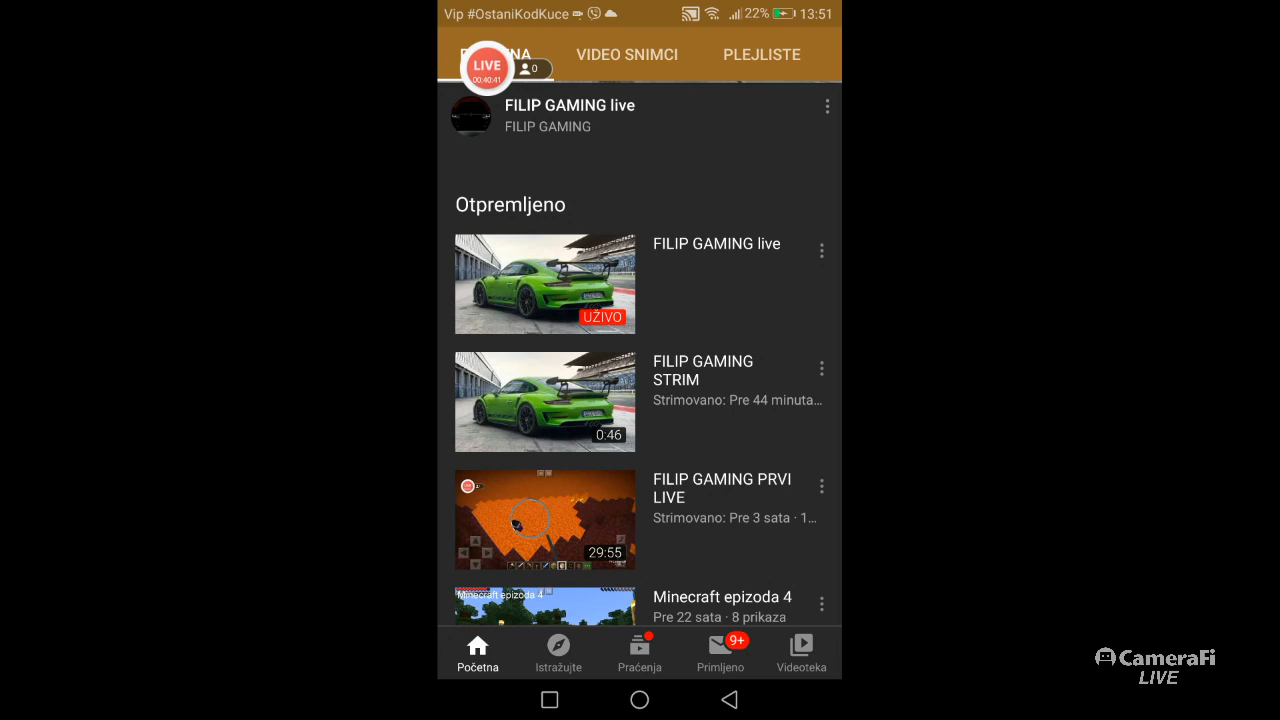 Vip #OstaniKodKuce
22%
13:51
LIVE
00:40:41
0
VIDEO SNIMCI
PLEJLISTE
FILIP GAMING live
FILIP GAMING
Otpremljeno
FILIP GAMING live
UŽIVO
FILIP GAMING
STRIM
Strimovano: Pre 44 minuta...
0:46
FILIP GAMING PRVI
LIVE
Strimovano: Pre 3 sata · 1...
29:55
Minecraft epizoda 4
Minecraft epizoda 4
Pre 22 sata · 8 prikaza
9+
Početna
Istražujte
Praćenja
Primljeno
Videoteka
CameraFi
LIVE